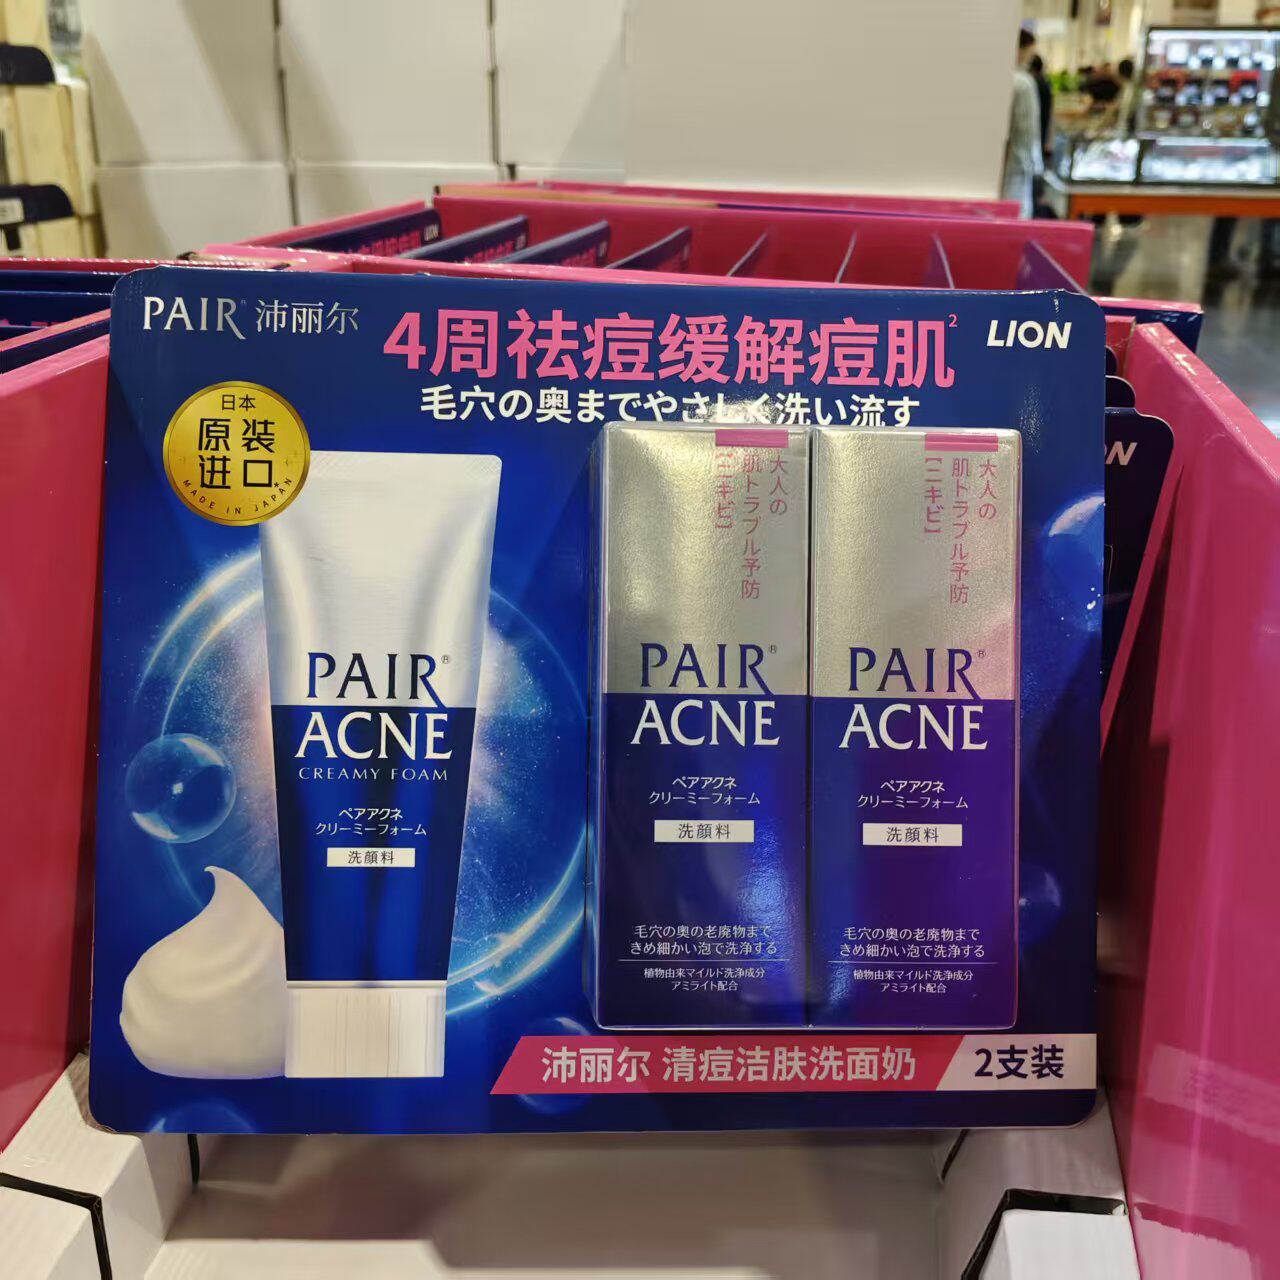 PAIR® 沛丽尔
4周祛痘缓解痘肌2
LION
毛穴の奥までやさしく洗い流す
日本
原装
进口*
MADE IN JAPAN
PAIR®
ACNE
CREAMY FOAM
ペアアクネ
クリーミーフォーム
洗顔料
大人の
肌トラブル予防
[ニキビ]
PAIR®
ACNE
ペアアクネ
クリーミーフォーム
洗顔料
毛穴の奥の老廃物まで
きめ細かい泡で洗浄する
植物由来マイルド洗浄成分
アミライト配合
大人の
肌トラブル予防
[ニキビ]
PAIR®
ACNE
ペアアクネ
クリーミーフォーム
洗顔料
毛穴の奥の老廃物まで
きめ細かい泡で洗浄する
植物由来マイルド洗浄成分
アミライト配合
沛丽尔 清痘洁肤洗面奶
2支装
LION